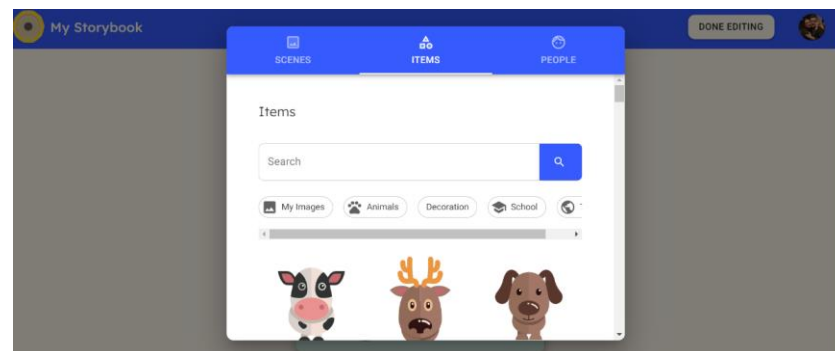 My Storybook
DONE EDITING
SCENES
ITEMS
PEOPLE
Items
Search
My Images
Animals
Decoration
School